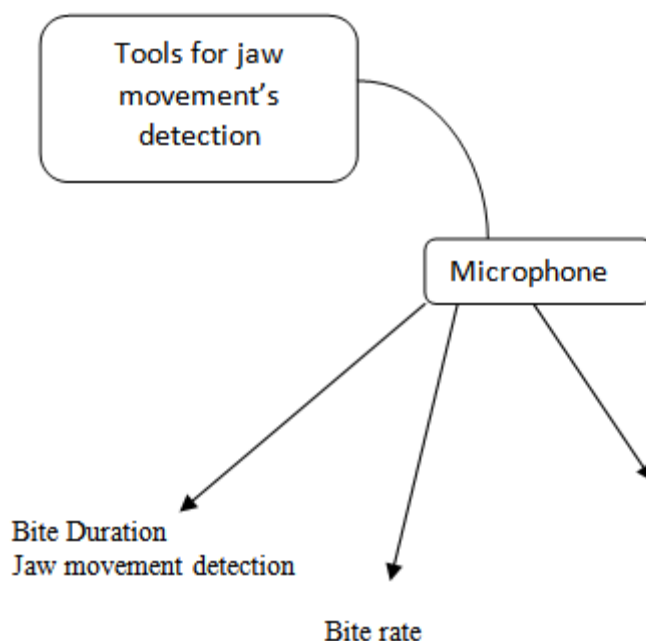 Tools for jaw
movement's
detection
Microphone
Bite Duration
Jaw movement detection
Bite rate